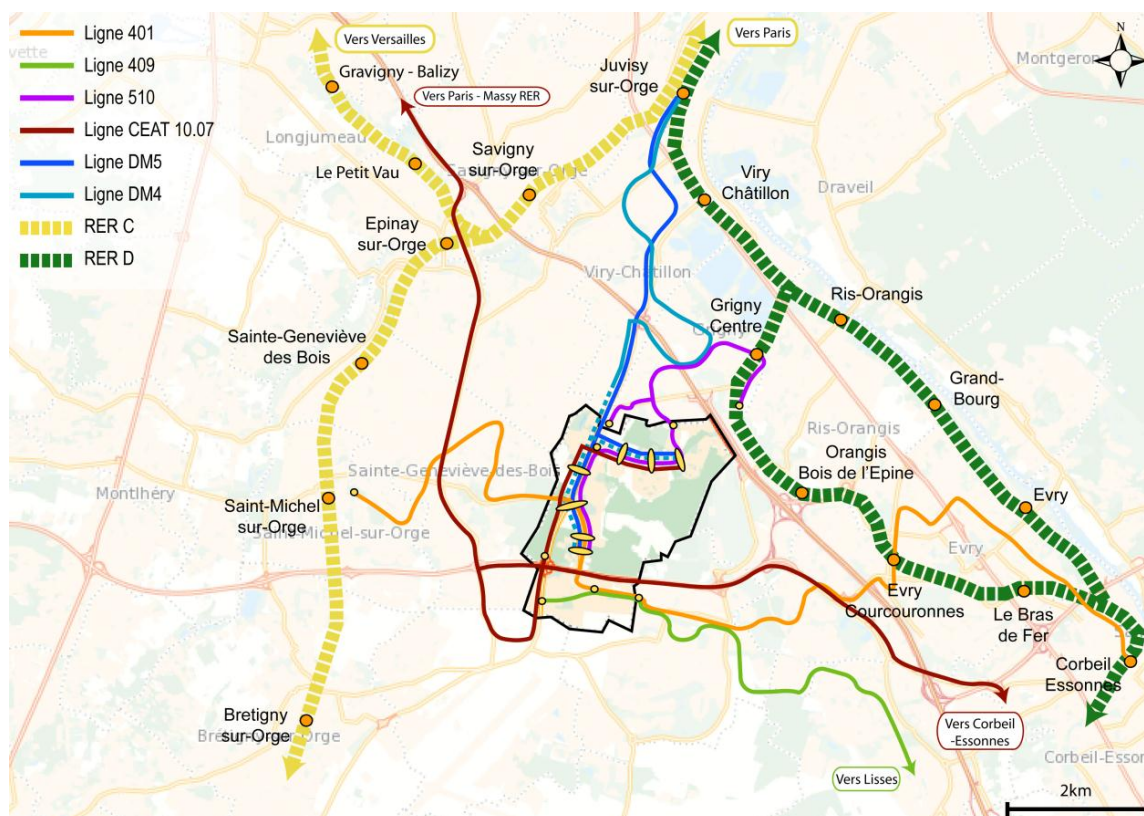 Ligne 401
Ligne 409
Ligne 510
Ligne CEAT 10.07
Ligne DM5
Ligne DM4
RER C
RER D
Vers Versailles
Gravigny - Balizy
Vers Paris - Massy RER
Longjumeau
Le Petit Vau
Savigny
sur-Orge
Epinay
sur-Orge
Juvisy
sur-Orge
Vers Paris
N
Montgeron
Viry
Châtillon
Draveil
Viry-Châtillon
Grigny
Centre
Ris-Orangis
Sainte-Geneviève
des Bois
Grand-
Bourg
Ris-Orangis
Orangis
Bois de l'Epine
Sainte-Geneviève-des-Bois
Montlhéry
Saint-Michel
sur-Orge
Saint-Michel-sur-Orge
Evry
Evry
Evry
Courcouronnes
Le Bras
de Fer
Corbeil
Essonnes
Bretigny
sur-Orge
Vers Corbeil
-Essonnes
Corbeil-Esson
Vers Lisses
2km